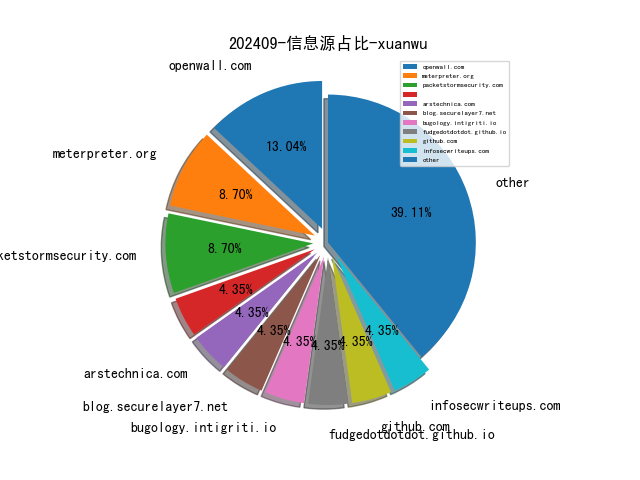 202409-信息源占比-xuanwu
openwall.com
meterpreter.org
ketstormsecurity.com
arstechnica.com
blog.securelayer7.net
bugology.intigriti.io
fudgedotdotdot.github.io
github.com
infosecwriteups.com
other
13.04%
8.70%
8.70%
4.35%
4.35%
4.35%
4.35%
4.35%
4.35%
4.35%
39.11%
openwall.com
meterpreter.org
packetstormsecurity.com
arstechnica.com
blog.securelayer7.net
bugology.intigriti.io
fudgedotdotdot.github.io
github.com
infosecwriteups.com
other